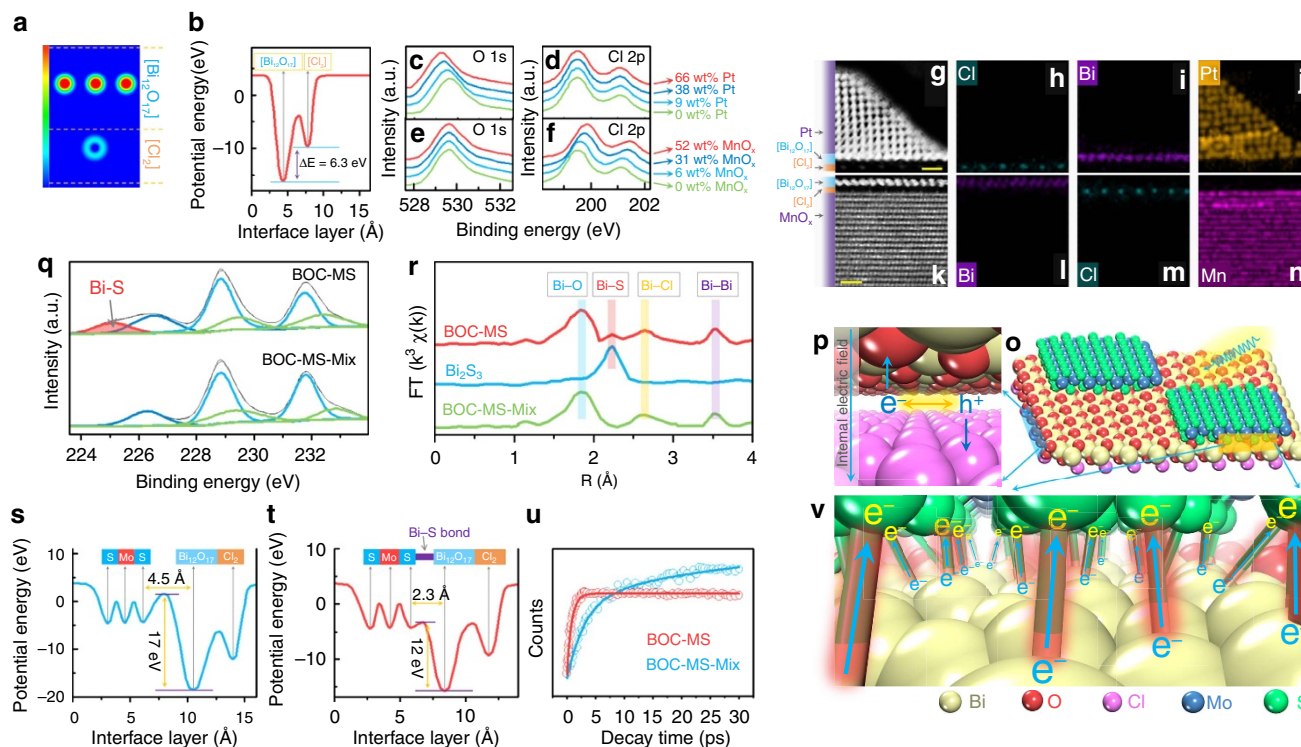 a
[Bi₁₂O₁₇]
[Cl₂]
b
Potential energy(eV)
0
−10
[Bi₁₂O₁₇]
[Cl₂]
ΔE = 6.3 eV
0 5 10 15
Interface layer (Å)
Intensity (a.u.)
c
O 1s
e
O 1s
528 530 532
Intensity (a.u.)
d
Cl 2p
f
Cl 2p
200 202
Binding energy (eV)
66 wt% Pt
38 wt% Pt
9 wt% Pt
0 wt% Pt
52 wt% MnOₓ
31 wt% MnOₓ
6 wt% MnOₓ
0 wt% MnOₓ
Pt
[Bi₁₂O₁₇]
[Cl₂]
[Bi₁₂O₁₇]
[Cl₂]
MnOₓ
g
Cl
h
Bi
i
Pt
j
k
Bi
l
Cl
m
Mn
n
q
Intensity (a.u.)
Bi-S
BOC-MS
BOC-MS-Mix
224 226 228 230 232
Binding energy (eV)
r
FT (k³ χ(k))
Bi–O
Bi–S
Bi–Cl
Bi–Bi
BOC-MS
Bi₂S₃
BOC-MS-Mix
0 1 2 3 4
R (Å)
p
Internal electric field
e⁻
h⁺
o
s
Potential energy (eV)
10
0
−10
−20
S Mo S Bi₁₂O₁₇ Cl₂
4.5 Å
17 eV
0 5 10 15
Interface layer (Å)
t
Potential energy (eV)
10
0
−10
Bi–S bond
S Mo S Bi₁₂O₁₇ Cl₂
2.3 Å
12 eV
0 5 10
Interface layer (Å)
u
Counts
BOC-MS
BOC-MS-Mix
0 5 10 15 20 25 30
Decay time (ps)
v
e⁻ e⁻ e⁻ e e⁻ e⁻ e⁻ e⁻ e⁻ e⁻ e⁻ e e⁻ e
e⁻ e⁻ e⁻ e⁻ e⁻ e⁻ e⁻ e⁻
e⁻ e⁻ e⁻
Bi
O
Cl
Mo
S